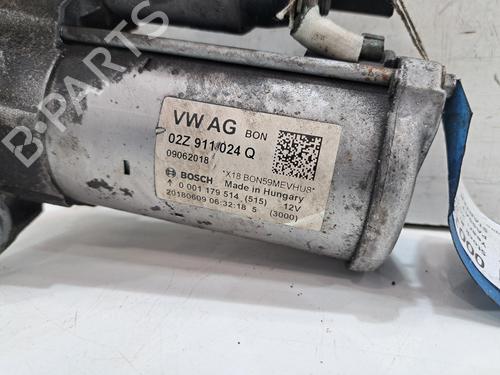 B-PARTS
VW AG BON
02Z 911 024 Q
09062018
*X18 BON59MEVHUS*
BOSCH Made in Hungary
0 001 179 514 (515) 12V
20180609 06:32:18 5 (3000)